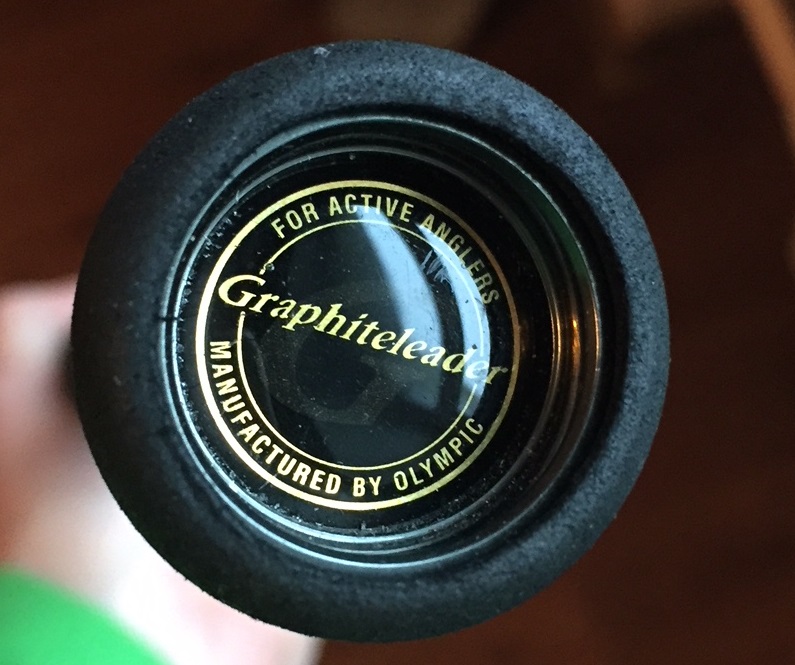 FOR ACTIVE ANGLERS
Graphiteleader
MANUFACTURED BY OLYMPIC